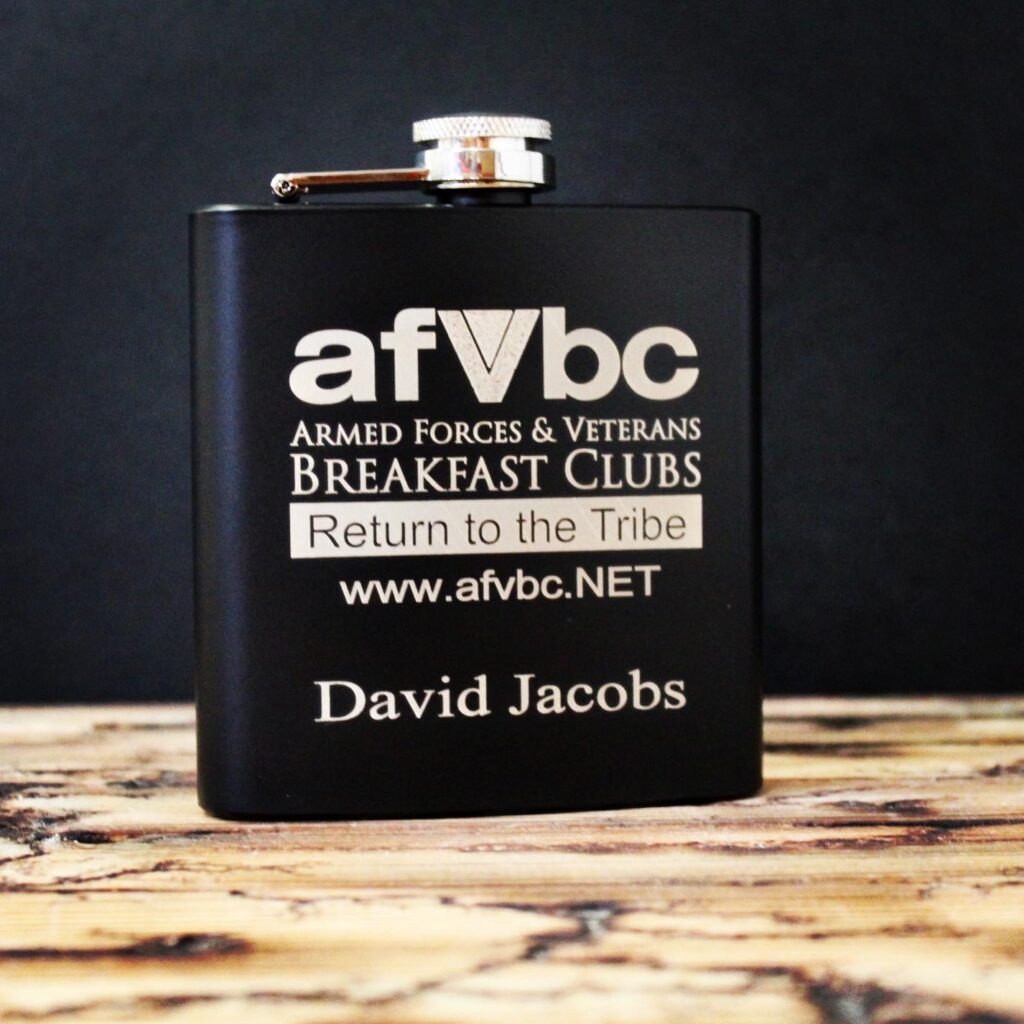 afVbc
ARMED FORCES & VETERANS
BREAKFAST CLUBS
Return to the Tribe
www.afvbc.NET
David Jacobs